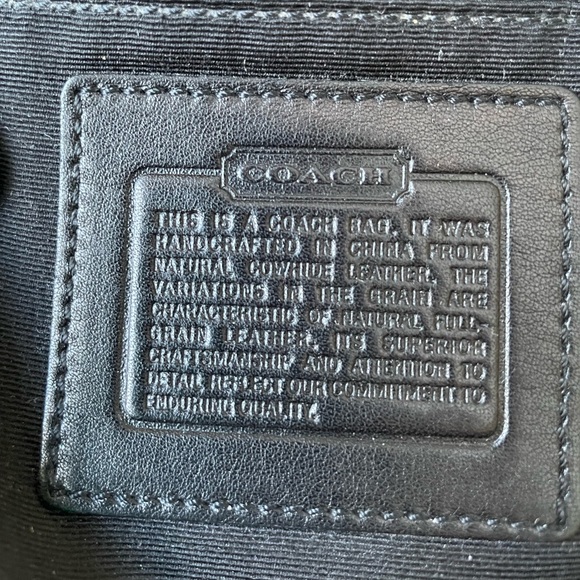 COACH
THIS IS A COACH BAG. IT WAS
HANDCRAFTED IN CHINA FROM
NATURAL COWHIDE LEATHER. THE
VARIATIONS IN THE GRAIN ARE
CHARACTERISTIC OF NATURAL FULL-
GRAIN LEATHER. ITS SUPERIOR
CRAFTSMANSHIP AND ATTENTION TO
DETAIL REFLECT OUR COMMITMENT TO
ENDURING QUALITY.